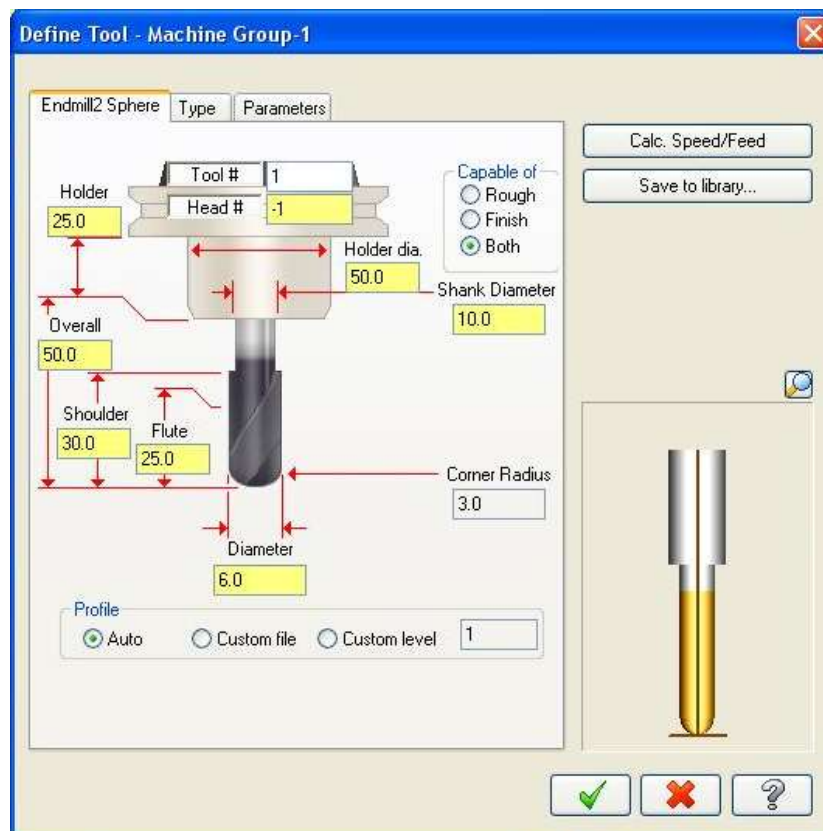 Define Tool - Machine Group-1
Endmill2 Sphere Type Parameters
Calc. Speed/Feed
Save to library...
Tool # 1
Head # -1
Capable of
Rough
Finish
Both
Holder
25.0
Holder dia.
50.0
Shank Diameter
10.0
Overall
50.0
Shoulder
30.0
Flute
25.0
Corner Radius
3.0
Diameter
6.0
Profile
Auto Custom file Custom level 1